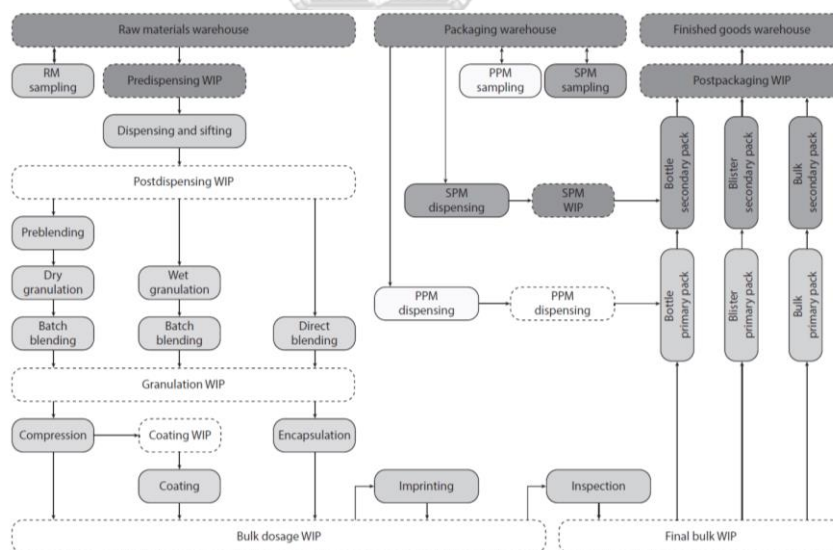 Raw materials warehouse
Packaging warehouse
Finished goods warehouse
RM
sampling
Predispensing WIP
PPM
sampling
SPM
sampling
Postpackaging WIP
Dispensing and sifting
Postdispensing WIP
SPM
dispensing
SPM
WIP
Bottle
secondary pack
Blister
secondary pack
Bulk
secondary pack
Preblending
Dry
granulation
Wet
granulation
PPM
dispensing
PPM
dispensing
Bottle
primary pack
Blister
primary pack
Bulk
primary pack
Batch
blending
Batch
blending
Direct
blending
Granulation WIP
Compression
Coating WIP
Encapsulation
Coating
Imprinting
Inspection
Bulk dosage WIP
Final bulk WIP